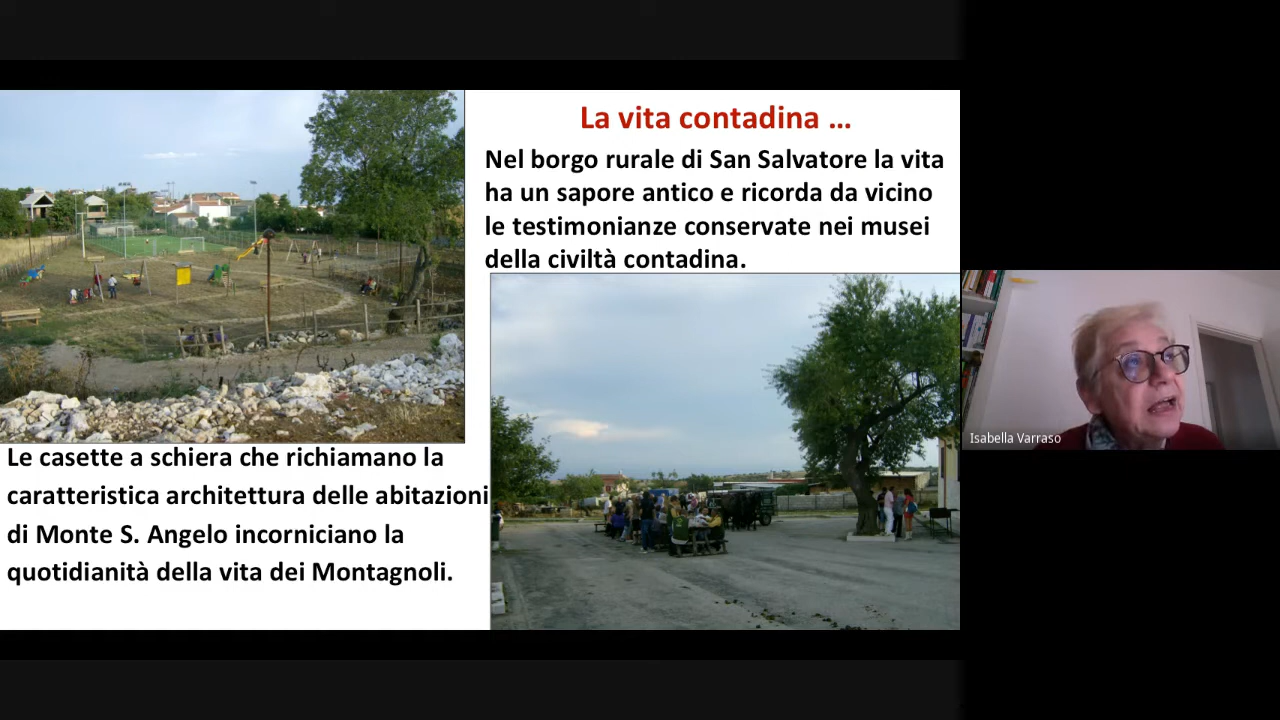 La vita contadina ...
Nel borgo rurale di San Salvatore la vita
ha un sapore antico e ricorda da vicino
le testimonianze conservate nei musei
della civiltà contadina.
Le casette a schiera che richiamano la
caratteristica architettura delle abitazioni
di Monte S. Angelo incorniciano la
quotidianità della vita dei Montagnoli.
Isabella Varraso